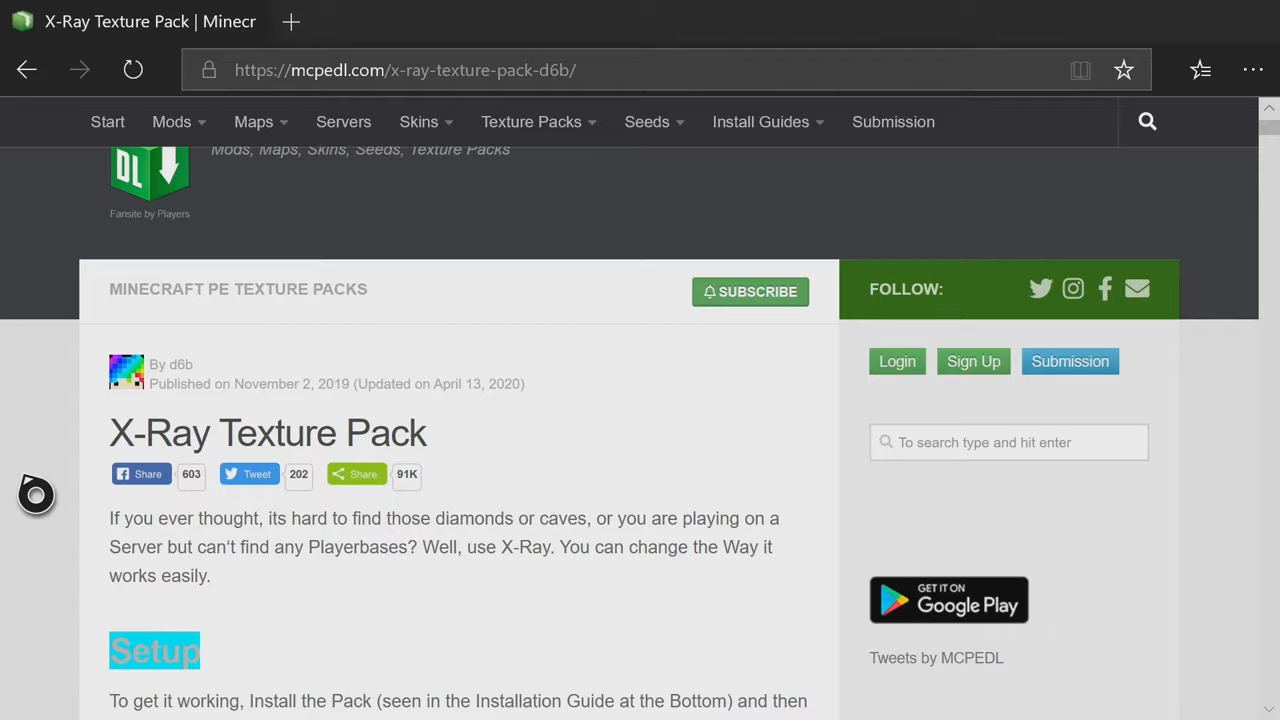 X-Ray Texture Pack | Minecr
https://mcpedl.com/x-ray-texture-pack-d6b/
Start Mods Maps Servers Skins Texture Packs Seeds Install Guides Submission
DL
Mods, Maps, Skins, Seeds, Texture Packs
Fansite by Players
MINECRAFT PE TEXTURE PACKS
SUBSCRIBE
FOLLOW:
By d6b
Published on November 2, 2019 (Updated on April 13, 2020)
Login Sign Up Submission
X-Ray Texture Pack
To search type and hit enter
Share 603 Tweet 202 Share 91K
If you ever thought, its hard to find those diamonds or caves, or you are playing on a
Server but can‘t find any Playerbases? Well, use X-Ray. You can change the Way it
works easily.
GET IT ON
Google Play
Setup
Tweets by MCPEDL
To get it working, Install the Pack (seen in the Installation Guide at the Bottom) and then